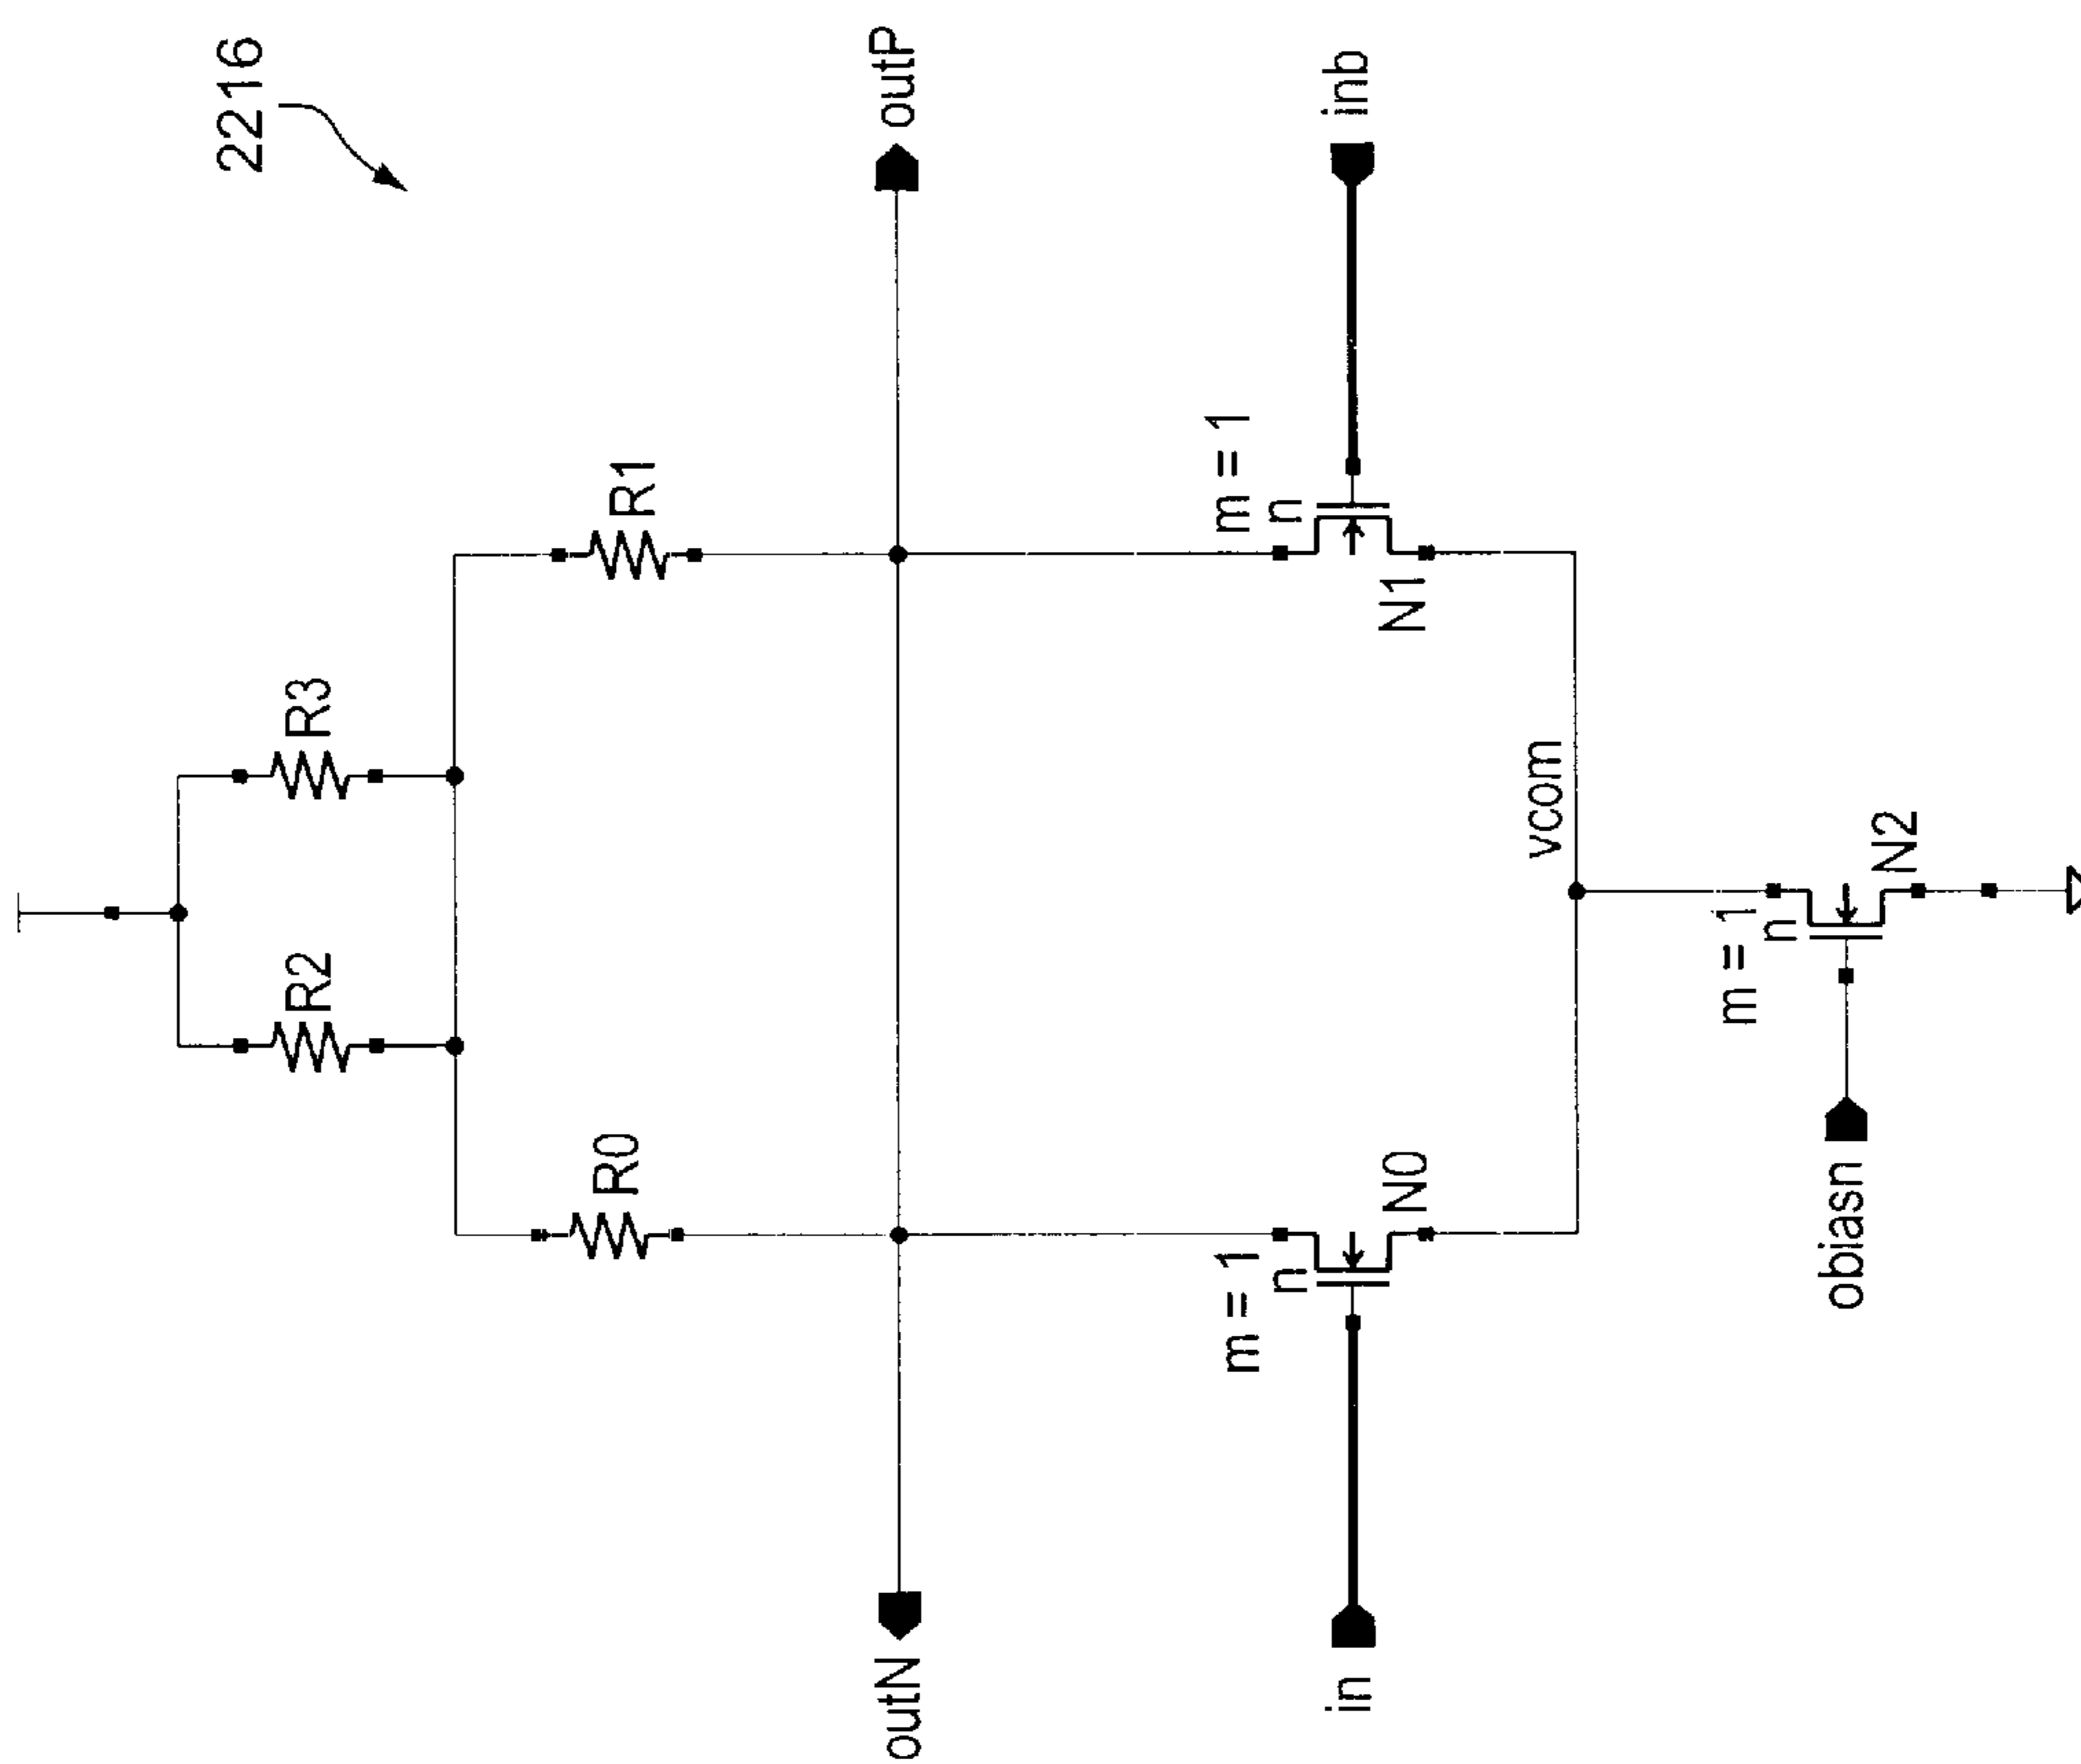 2216
R2
R3
R0
R1
outN
outP
m = 1
n
N0
m = 1
n
N1
in
inb
vcom
m = 1
n
N2
obiasn